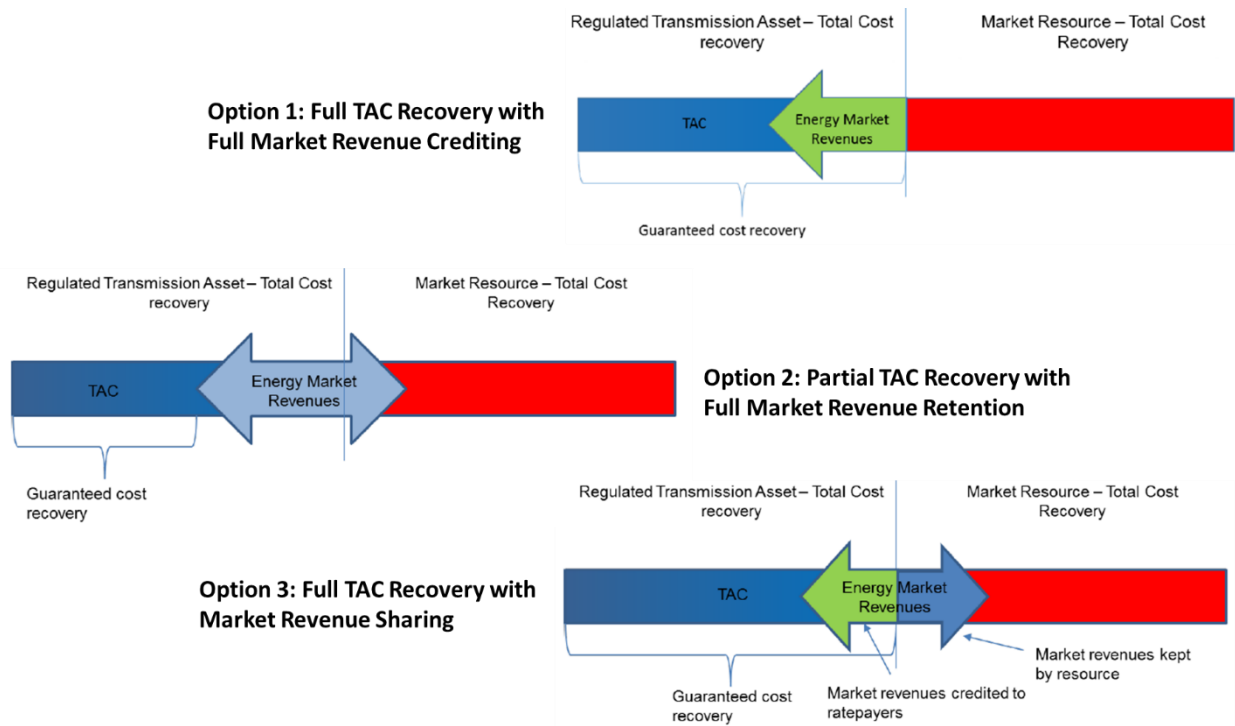 Regulated Transmission Asset – Total Cost
recovery
Market Resource – Total Cost
Recovery
Option 1: Full TAC Recovery with
Full Market Revenue Crediting
TAC
Energy Market
Revenues
Guaranteed cost recovery
Regulated Transmission Asset – Total Cost
recovery
Market Resource – Total Cost
Recovery
TAC
Energy Market
Revenues
Option 2: Partial TAC Recovery with
Full Market Revenue Retention
Guaranteed cost
recovery
Regulated Transmission Asset – Total Cost
recovery
Market Resource – Total Cost
Recovery
Option 3: Full TAC Recovery with
Market Revenue Sharing
TAC
Energy Market
Revenues
Guaranteed cost
recovery
Market revenues credited to
ratepayers
Market revenues kept
by resource